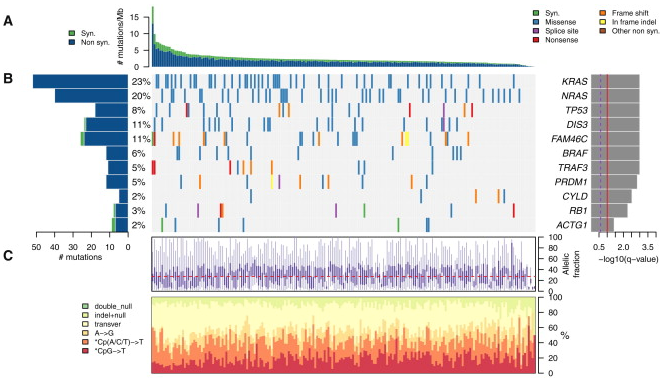 A
Syn.
Non syn.
# mutations/Mb
15
10
5
0
Syn.
Missense
Splice site
Nonsense
Frame shift
In frame indel
Other non syn.
B
23% KRAS
20% NRAS
8% TP53
11% DIS3
11% FAM46C
6% BRAF
5% TRAF3
5% PRDM1
2% CYLD
3% RB1
2% ACTG1
50 40 30 20 10 0
# mutations
0.5 2.0 3.5
−log10(q−value)
C
100
80
60
40
20
0
Allelic
fraction
double_null
indel+null
transver
A−>G
*Cp(A/C/T)−>T
*CpG−>T
100
80
60
40
20
0
%